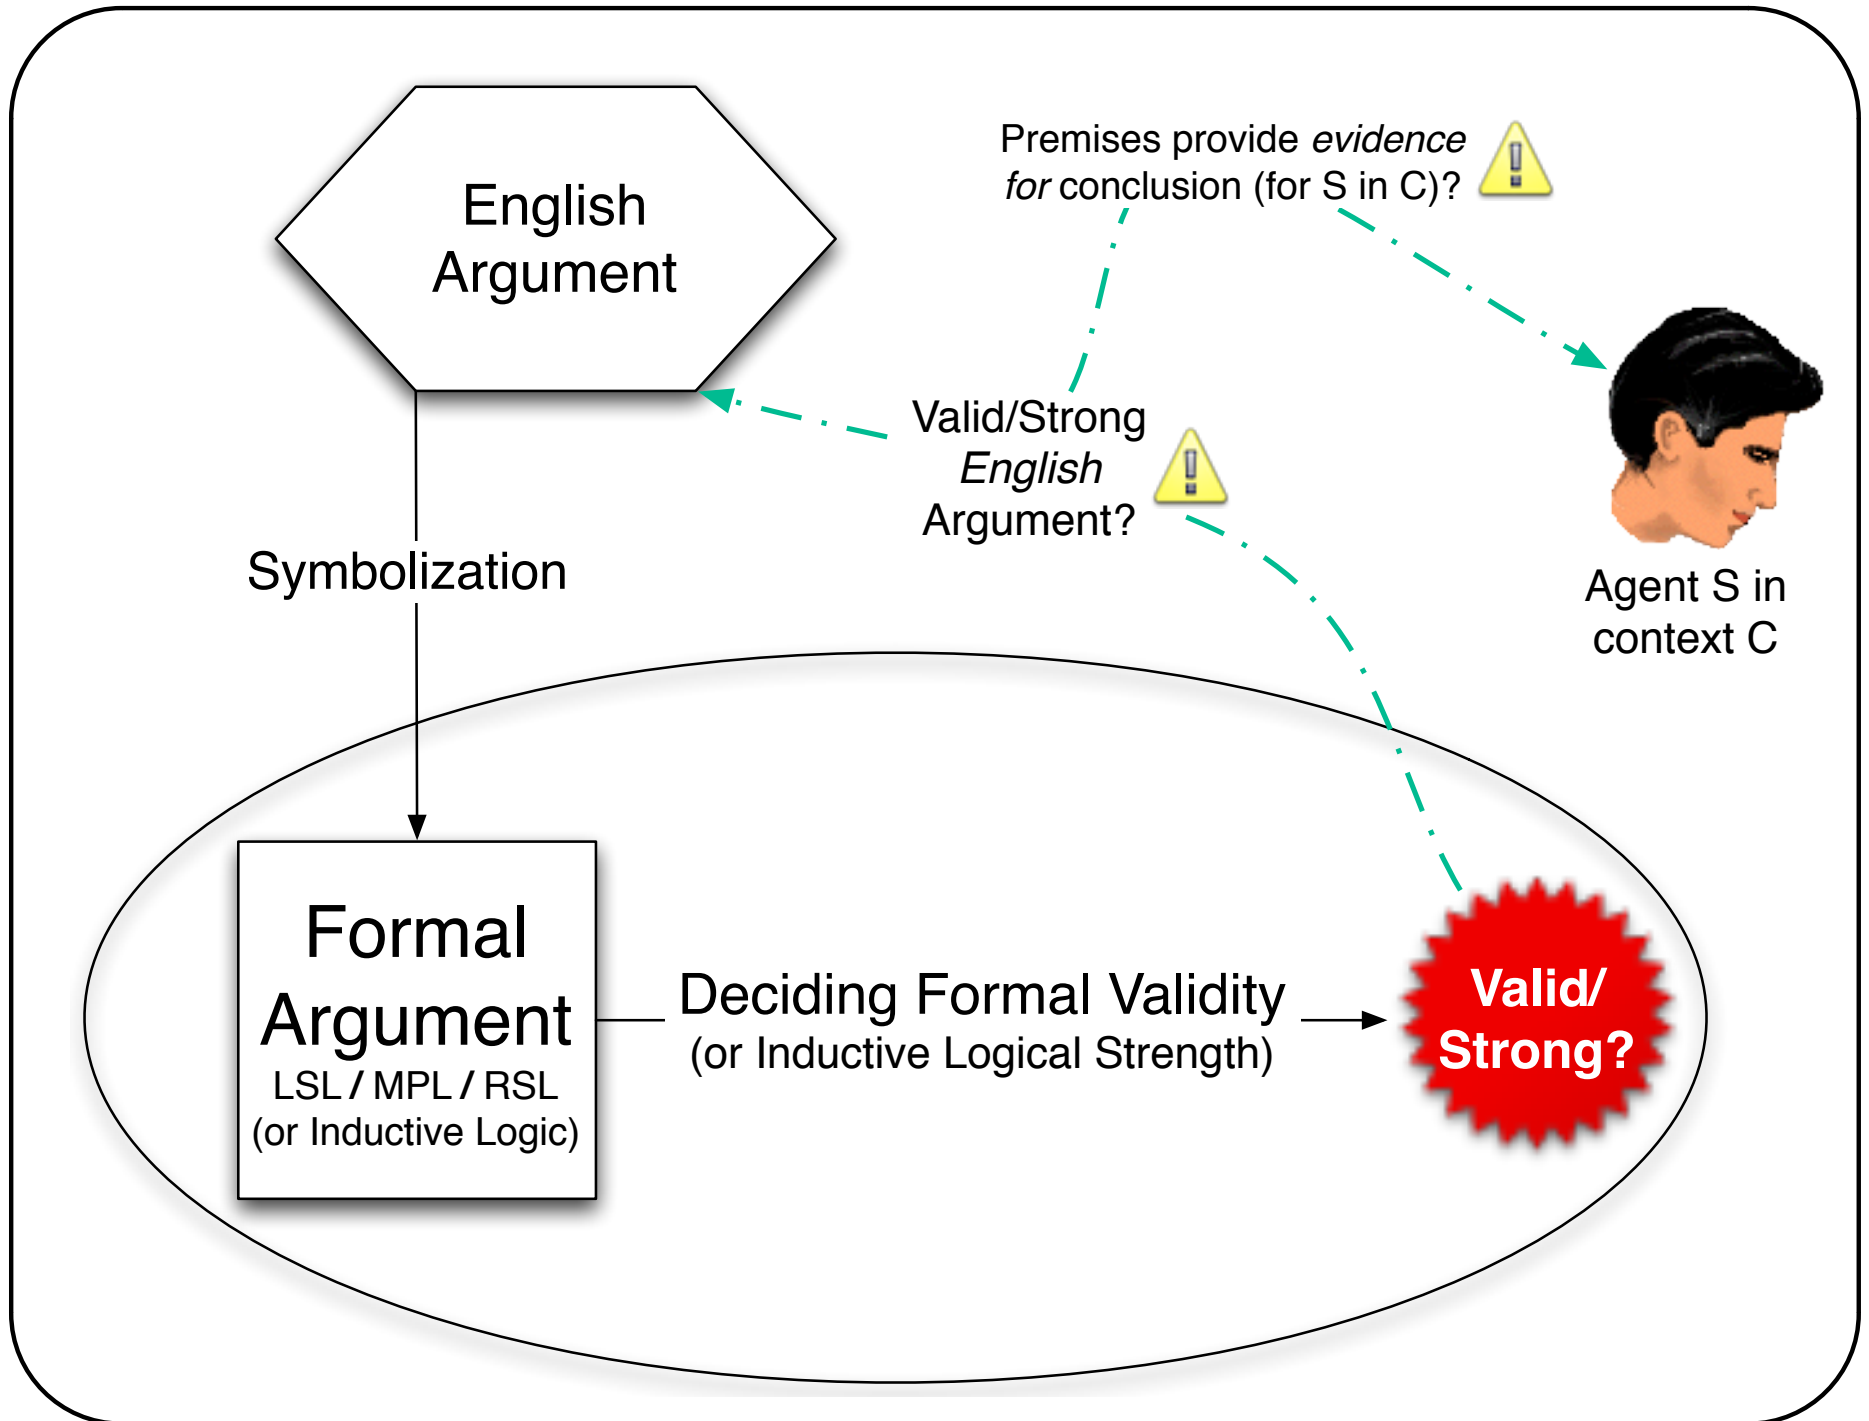 English
Argument
Premises provide evidence
for conclusion (for S in C)?
Valid/Strong
English
Argument?
Agent S in
context C
Symbolization
Formal
Argument
LSL / MPL / RSL
(or Inductive Logic)
Deciding Formal Validity
(or Inductive Logical Strength)
Valid/
Strong?